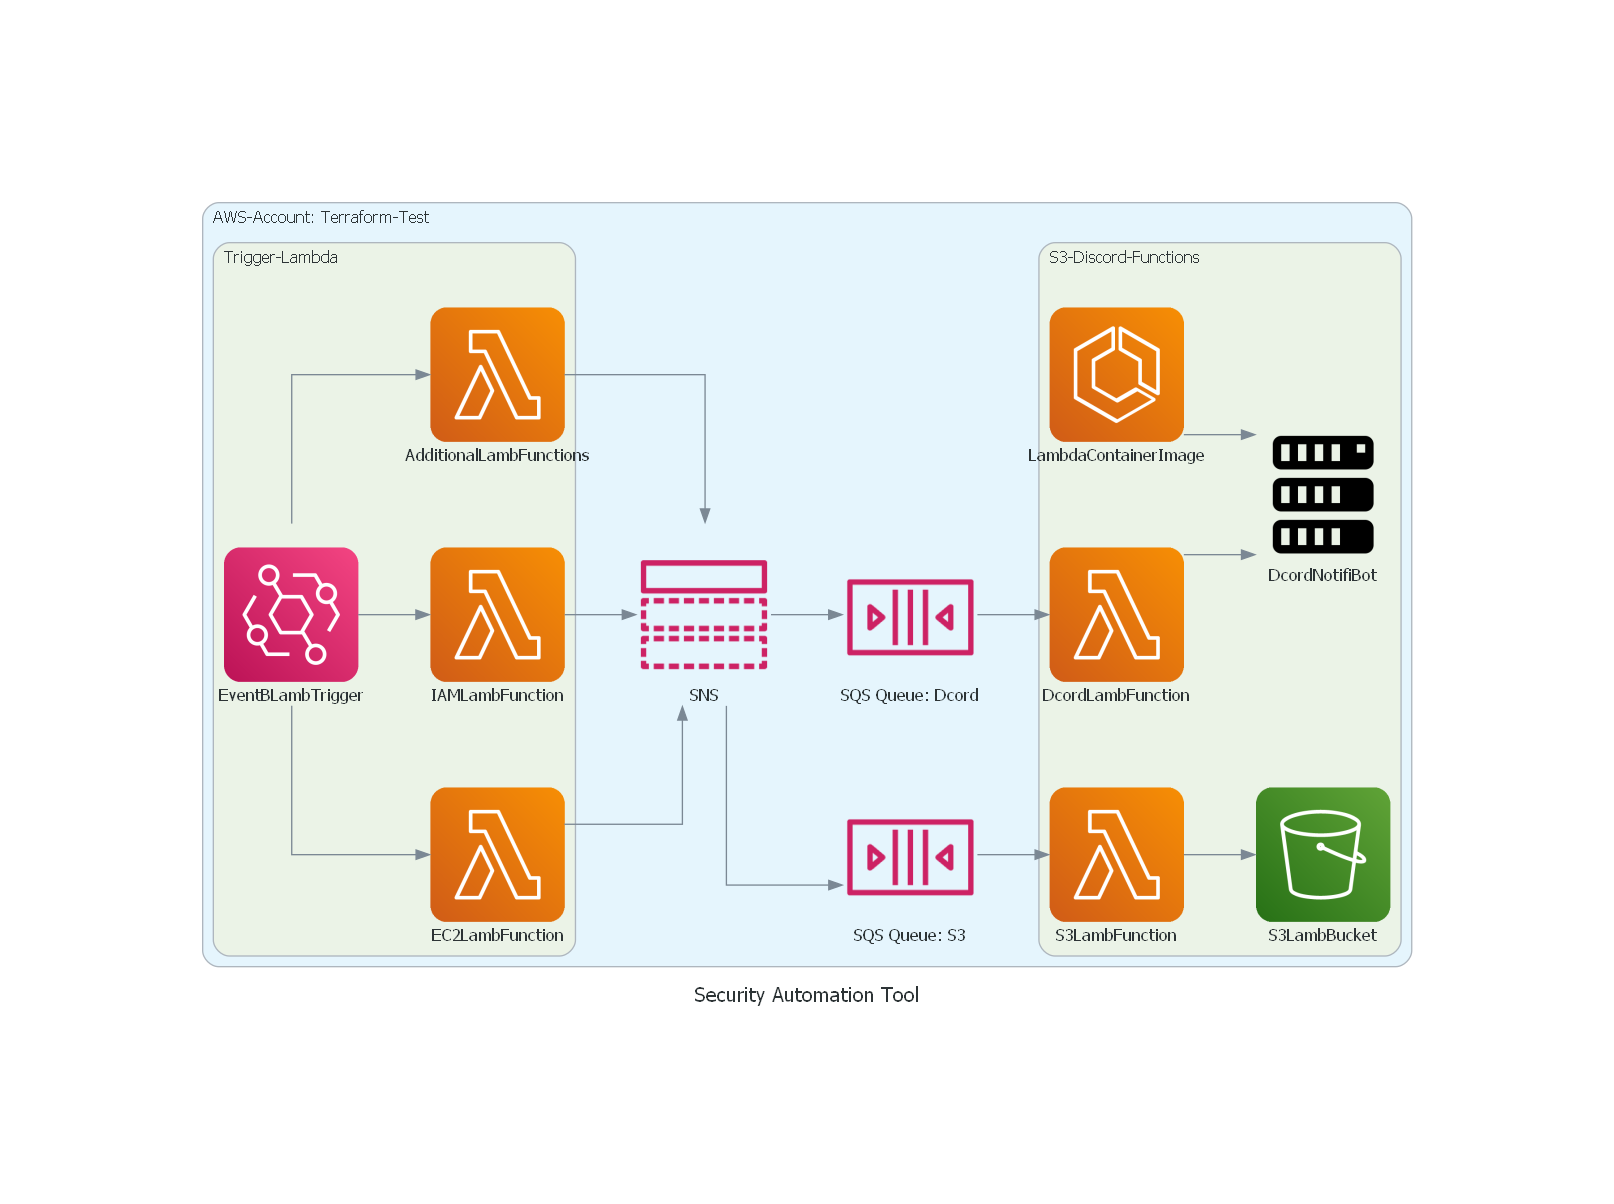 AWS-Account: Terraform-Test
Trigger-Lambda
S3-Discord-Functions
AdditionalLambFunctions
LambdaContainerImage
DcordNotifiBot
EventBLambTrigger
IAMLambFunction
SNS
SQS Queue: Dcord
DcordLambFunction
EC2LambFunction
SQS Queue: S3
S3LambFunction
S3LambBucket
Security Automation Tool